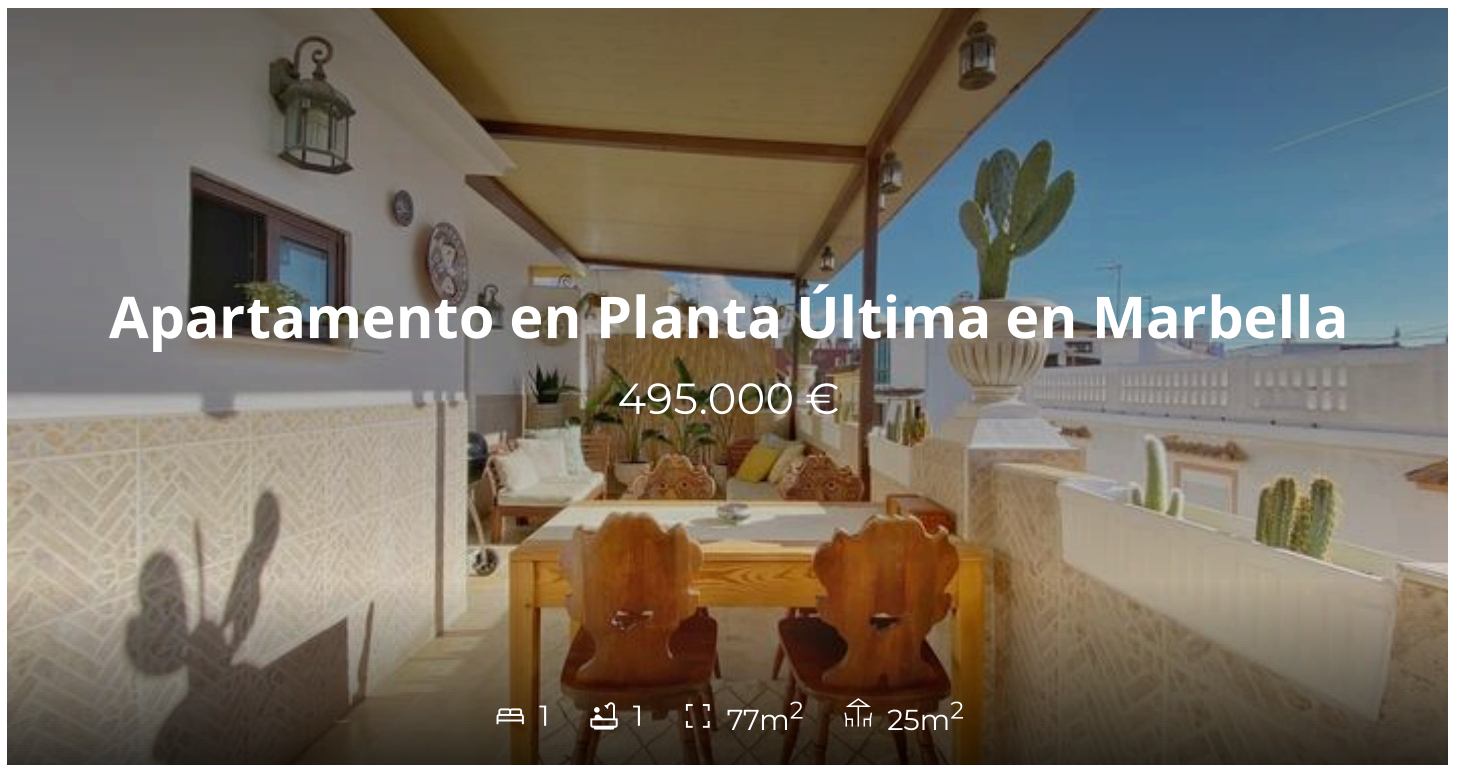 Apartamento en Planta Última en Marbella
495.000 €
1 1 77m² 25m²